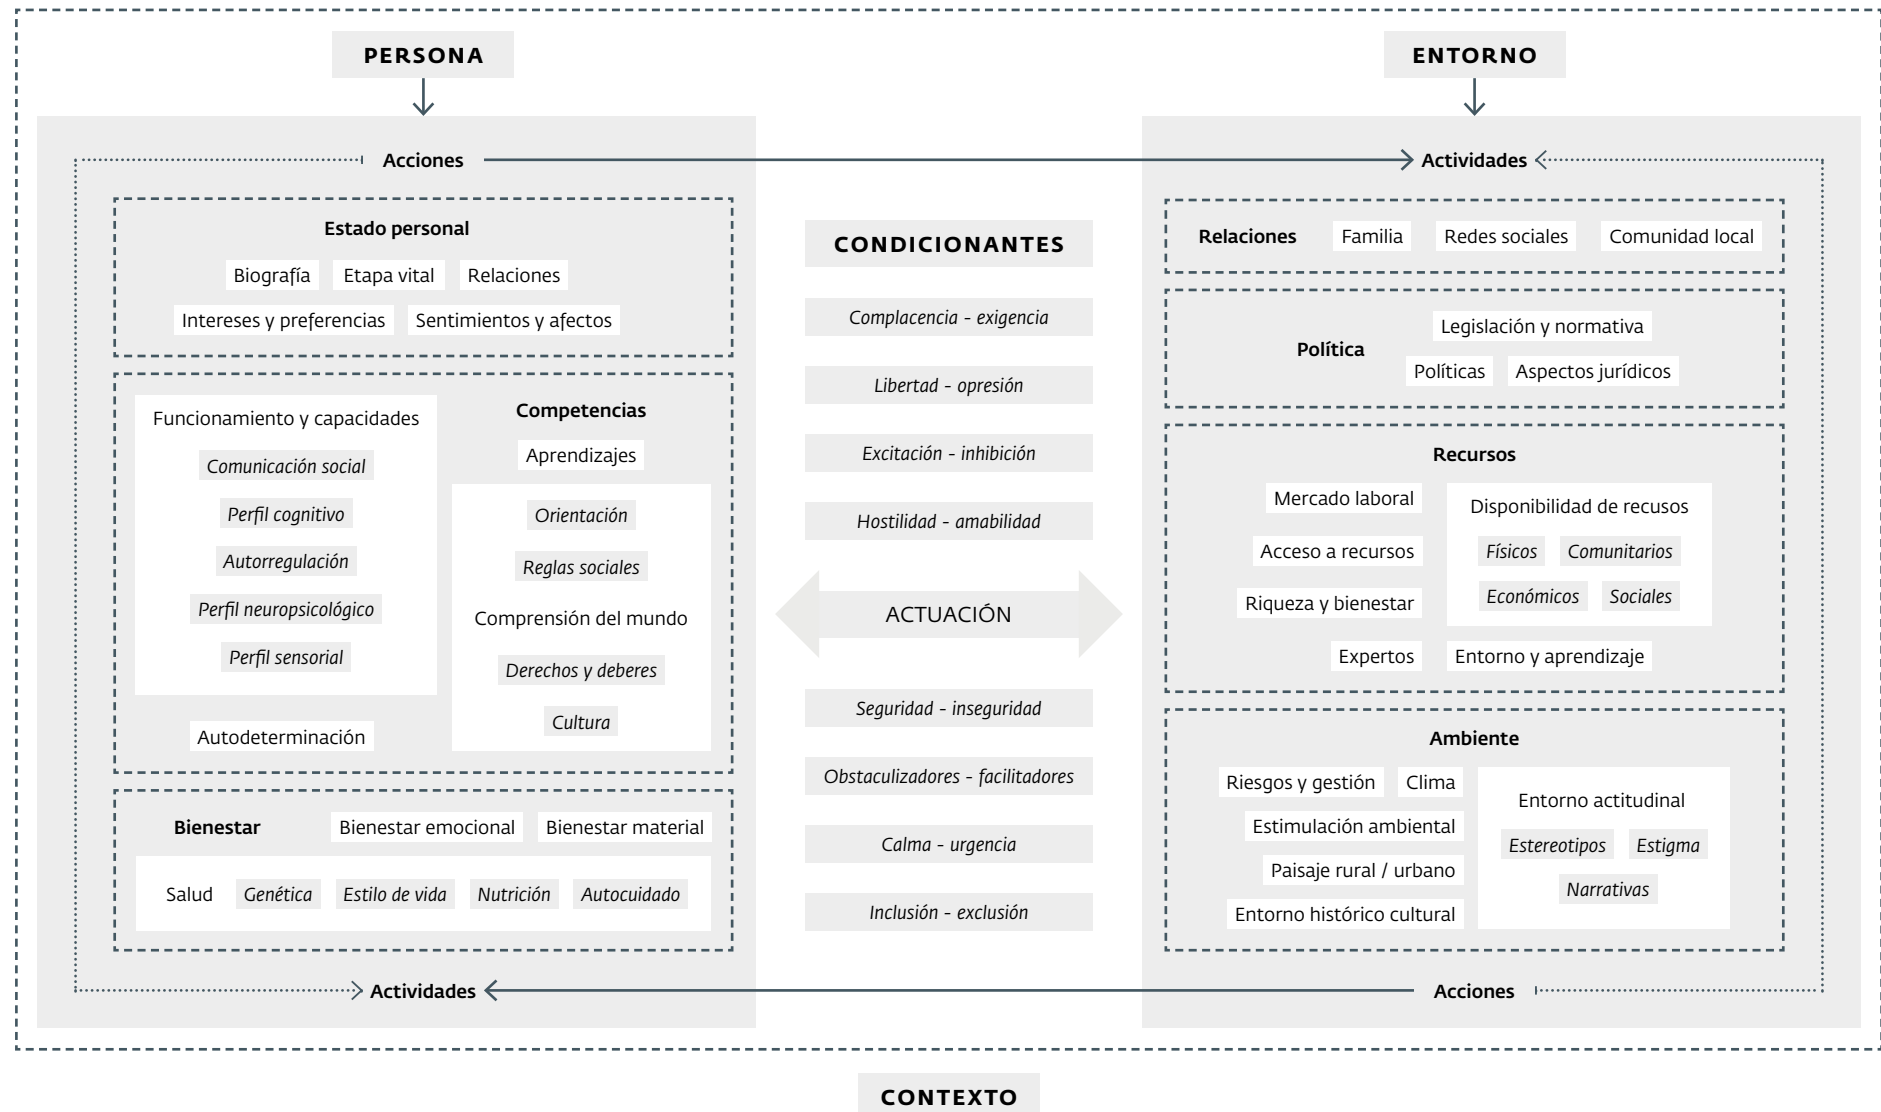 PERSONA
Acciones
Estado personal
Biografía
Etapa vital
Relaciones
Intereses y preferencias
Sentimientos y afectos
Funcionamiento y capacidades
Comunicación social
Perfil cognitivo
Autorregulación
Perfil neuropsicológico
Perfil sensorial
Autodeterminación
Competencias
Aprendizajes
Orientación
Reglas sociales
Comprensión del mundo
Derechos y deberes
Cultura
Bienestar
Bienestar emocional
Bienestar material
Salud
Genética
Estilo de vida
Nutrición
Autocuidado
Actividades
CONDICIONANTES
Complacencia - exigencia
Libertad - opresión
Excitación - inhibición
Hostilidad - amabilidad
ACTUACIÓN
Seguridad - inseguridad
Obstaculizadores - facilitadores
Calma - urgencia
Inclusión - exclusión
ENTORNO
Actividades
Relaciones
Familia
Redes sociales
Comunidad local
Política
Legislación y normativa
Políticas
Aspectos jurídicos
Recursos
Mercado laboral
Acceso a recursos
Riqueza y bienestar
Expertos
Disponibilidad de recusos
Físicos
Comunitarios
Económicos
Sociales
Entorno y aprendizaje
Ambiente
Riesgos y gestión
Clima
Estimulación ambiental
Paisaje rural / urbano
Entorno histórico cultural
Entorno actitudinal
Estereotipos
Estigma
Narrativas
Acciones
CONTEXTO